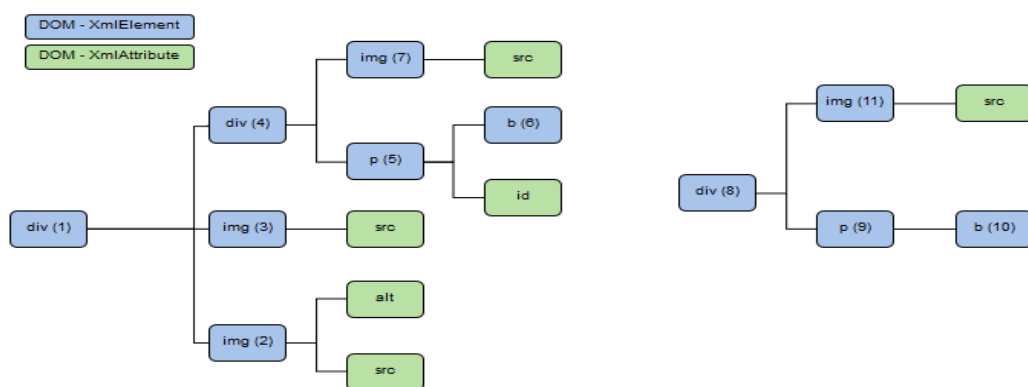 DOM - XmlElement
DOM - XmlAttribute
img (7)
src
div (4)
b (6)
p (5)
id
div (1)
img (3)
src
alt
img (2)
src
img (11)
src
div (8)
p (9)
b (10)